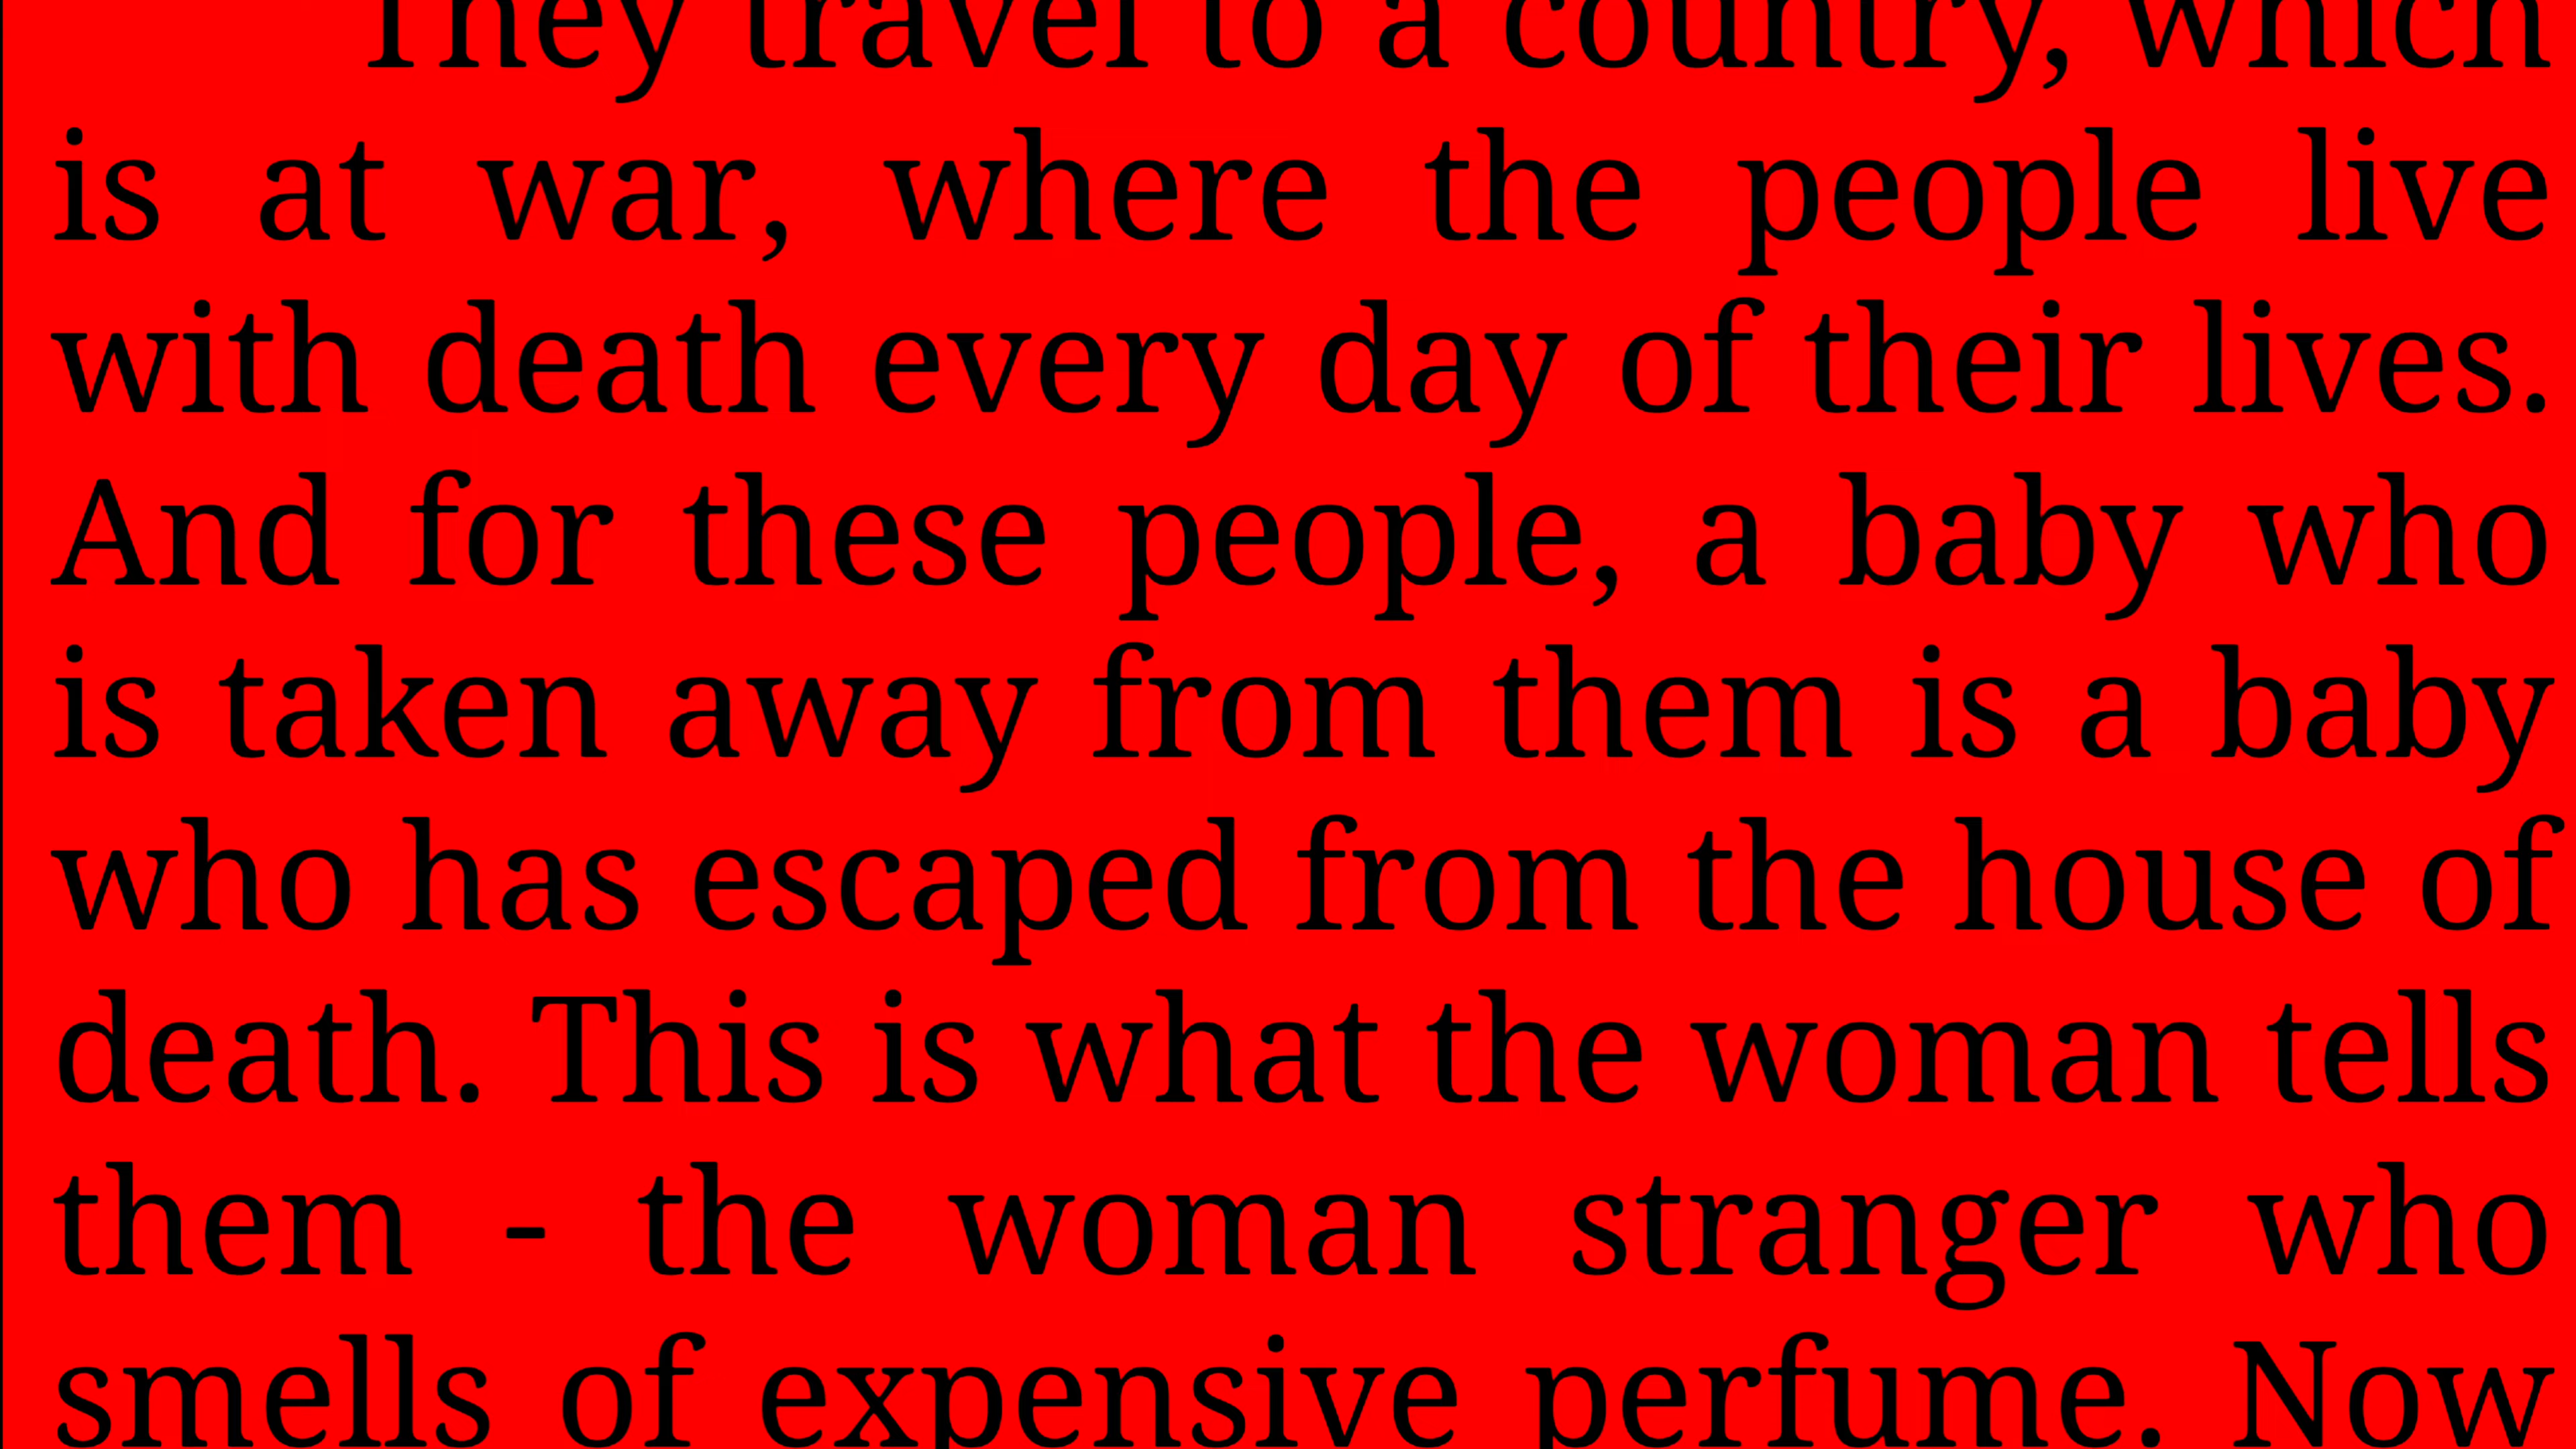 They travel to a country, which
is at war, where the people live
with death every day of their lives.
And for these people, a baby who
is taken away from them is a baby
who has escaped from the house of
death. This is what the woman tells
them - the woman stranger who
smells of expensive perfume. Now